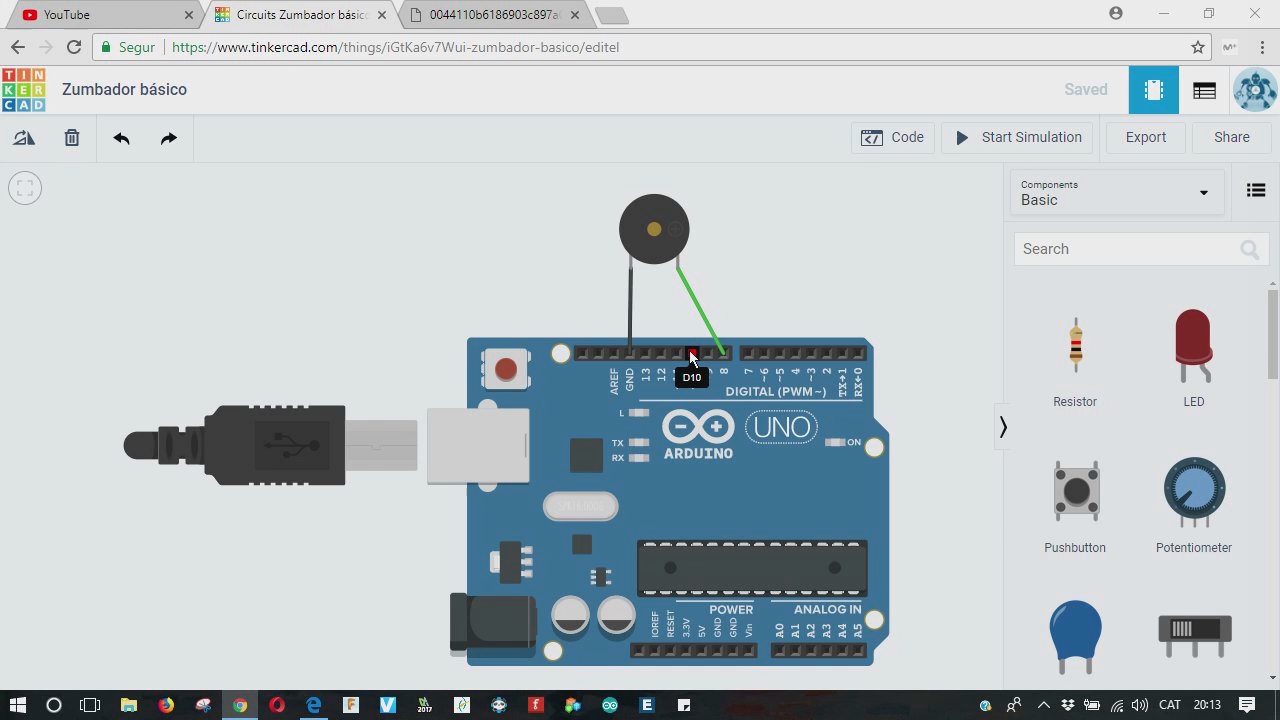 YouTube
Circuits Zumbador básico
0044110b6186903c897a
Segur
https://www.tinkercad.com/things/iGtKa6v7Wui-zumbador-basico/editel
TIN
KER
CAD
Zumbador básico
Saved
Code
Start Simulation
Export
Share
Components
Basic
Search
Resistor
LED
Pushbutton
Potentiometer
D10
AREF
GND
13
12
8
7
~6
~5
4
~3
2
TX→1
RX←0
DIGITAL (PWM~)
L
TX
RX
ON
UNO
ARDUINO
POWER
ANALOG IN
IOREF
RESET
3.3V
5V
GND
GND
Vin
A0
A1
A2
A3
A4
A5
2017
CAT
20:13